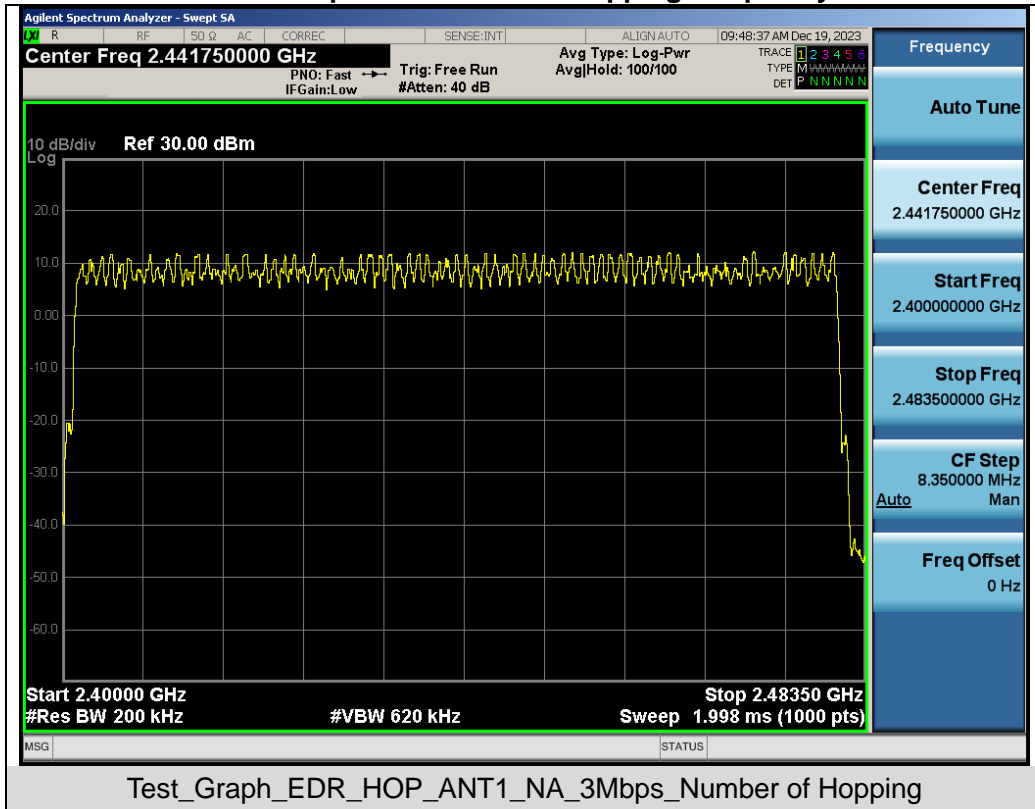 Agilent Spectrum Analyzer - Swept SA
LXI R RF 50 Ω AC CORREC SENSE:INT ALIGN AUTO 09:48:37 AM Dec 19, 2023
Center Freq 2.441750000 GHz
PNO: Fast
IFGain:Low
Trig: Free Run
#Atten: 40 dB
Avg Type: Log-Pwr
Avg|Hold: 100/100
TRACE 1 2 3 4 5 6
TYPE M
DET P N N N N N
10 dB/div Ref 30.00 dBm
Log
20.0
10.0
0.00
-10.0
-20.0
-30.0
-40.0
-50.0
-60.0
Start 2.40000 GHz Stop 2.48350 GHz
#Res BW 200 kHz #VBW 620 kHz Sweep 1.998 ms (1000 pts)
MSG STATUS
Frequency
Auto Tune
Center Freq
2.441750000 GHz
Start Freq
2.400000000 GHz
Stop Freq
2.483500000 GHz
CF Step
8.350000 MHz
Auto Man
Freq Offset
0 Hz
Test_Graph_EDR_HOP_ANT1_NA_3Mbps_Number of Hopping